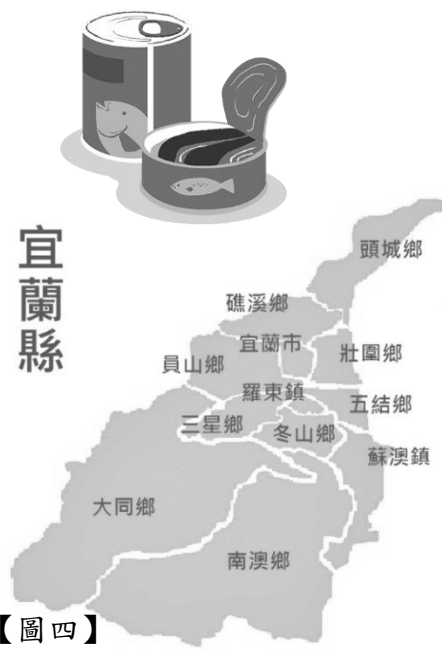 宜蘭縣
頭城鄉
礁溪鄉
宜蘭市
壯圍鄉
員山鄉
羅東鎮
五結鄉
三星鄉
冬山鄉
蘇澳鎮
大同鄉
南澳鄉
【圖四】